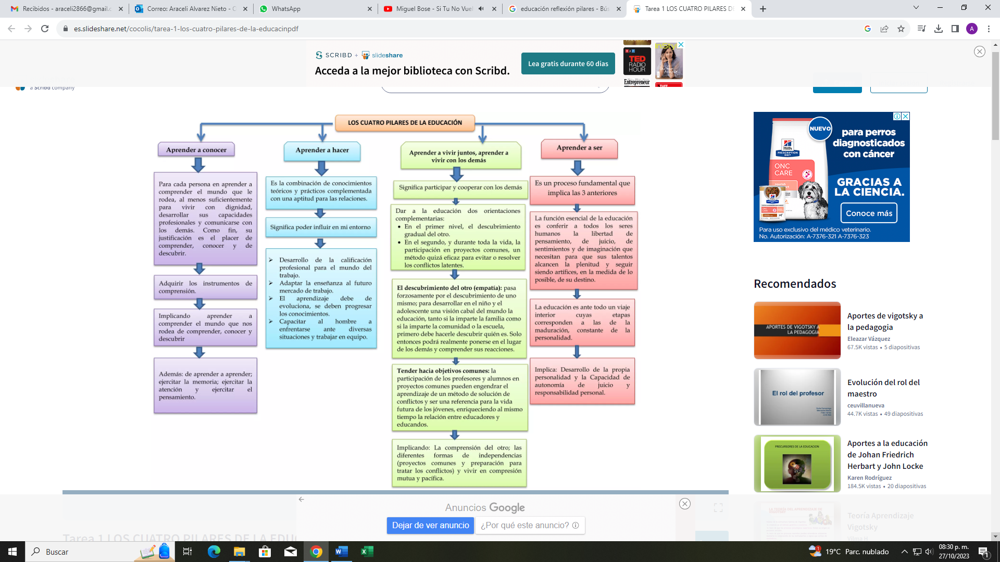 Recibidos - araceli2866@gmail.c
Correo: Araceli Alvarez Nieto - O
WhatsApp
Miguel Bose - Si Tu No Vuel
educación reflexión pilares - Bús
Tarea 1 LOS CUATRO PILARES DE
es.slideshare.net/cocolis/tarea-1-los-cuatro-pilares-de-la-educacinpdf
A
SCRIBD + slideshare
Acceda a la mejor biblioteca con Scribd.
Lea gratis durante 60 días
TED
RADIO
HOUR
Entrepreneur
InStyle
a Scribd company
LOS CUATRO PILARES DE LA EDUCACIÓN
Aprender a conocer
Para cada persona en aprender a
comprender el mundo que le
rodea, al menos suficientemente
para vivir con dignidad,
desarrollar sus capacidades
profesionales y comunicarse con
los demás. Como fin, su
justificación es el placer de
comprender, conocer y de
descubrir.
Adquirir los instrumentos de
comprensión.
Implicando aprender a
comprender el mundo que nos
rodea de comprender, conocer y
descubrir
Además: de aprender a aprender;
ejercitar la memoria; ejercitar la
atención y ejercitar el
pensamiento.
Aprender a hacer
Es la combinación de conocimientos
teóricos y prácticos complementada
con una aptitud para las relaciones.
Significa poder influir en mi entorno
➢ Desarrollo de la calificación
profesional para el mundo del
trabajo.
➢ Adaptar la enseñanza al futuro
mercado de trabajo.
➢ El aprendizaje debe de
evoluciona, se deben progresar
los conocimientos.
➢ Capacitar al hombre a
enfrentarse ante diversas
situaciones y trabajar en equipo.
Aprender a vivir juntos, aprender a
vivir con los demás
Significa participar y cooperar con los demás
Dar a la educación dos orientaciones
complementarias:
• En el primer nivel, el descubrimiento
gradual del otro.
• En el segundo, y durante toda la vida, la
participación en proyectos comunes, un
método quizá eficaz para evitar o resolver
los conflictos latentes.
El descubrimiento del otro (empatía): pasa
forzosamente por el descubrimiento de uno
mismo; para desarrollar en el niño y el
adolescente una visión cabal del mundo la
educación, tanto si la imparte la familia como
si la imparte la comunidad o la escuela,
primero debe hacerle descubrir quién es. Solo
entonces podrá realmente ponerse en el lugar
de los demás y comprender sus reacciones.
Tender hacia objetivos comunes: la
participación de los profesores y alumnos en
proyectos comunes pueden engendrar el
aprendizaje de un método de solución de
conflictos y ser una referencia para la vida
futura de los jóvenes, enriqueciendo al mismo
tiempo la relación entre educadores y
educandos.
Implicando: La comprensión del otro; las
diferentes formas de independencias
(proyectos comunes y preparación para
tratar los conflictos) y vivir en compresión
mutua y pacífica.
Aprender a ser
Es un proceso fundamental que
implica las 3 anteriores
La función esencial de la educación
es conferir a todos los seres
humanos la libertad de
pensamiento, de juicio, de
sentimientos y de imaginación que
necesitan para que sus talentos
alcancen la plenitud y seguir
siendo artífices, en la medida de lo
posible, de su destino.
La educación es ante todo un viaje
interior cuyas etapas
corresponden a las de la
maduración, constante de la
personalidad.
Implica: Desarrollo de la propia
personalidad y la Capacidad de
autonomía de juicio y
responsabilidad personal.
NUEVO
para perros
diagnosticados
con cáncer
Hill's
PRESCRIPTION
DIET
ONC
CARE
GRACIAS A
LA CIENCIA.
Conoce más
Para uso exclusivo del médico veterinario.
No. Autorización: A-7376-321 A-7376-323
Recomendados
APORTES DE VIGOTSKY A
LA PEDAGOGIA
Aportes de vigotsky a
la pedagogia
Eleazar Vázquez
67.5K vistas • 5 diapositivas
El rol del profesor
Evolución del rol del
maestro
ceuvillanueva
44.7K vistas • 49 diapositivas
PRECURSORES DE LA EDUCACION
Aportes a la educación
de Johan Friedrich
Herbart y John Locke
Karen Rodríguez
184.5K vistas • 20 diapositivas
LA TEORÍA DEL APRENDIZAJE DE
VIGOTSKY
Teoría Aprendizaje
Vigotsky
Vilma H
Anuncios Google
Dejar de ver anuncio
¿Por qué este anuncio?
Tarea 1 LOS CUATRO PILARES DE LA EDU
Buscar
1
19°C Parc. nublado
08:30 p. m.
27/10/2023
1